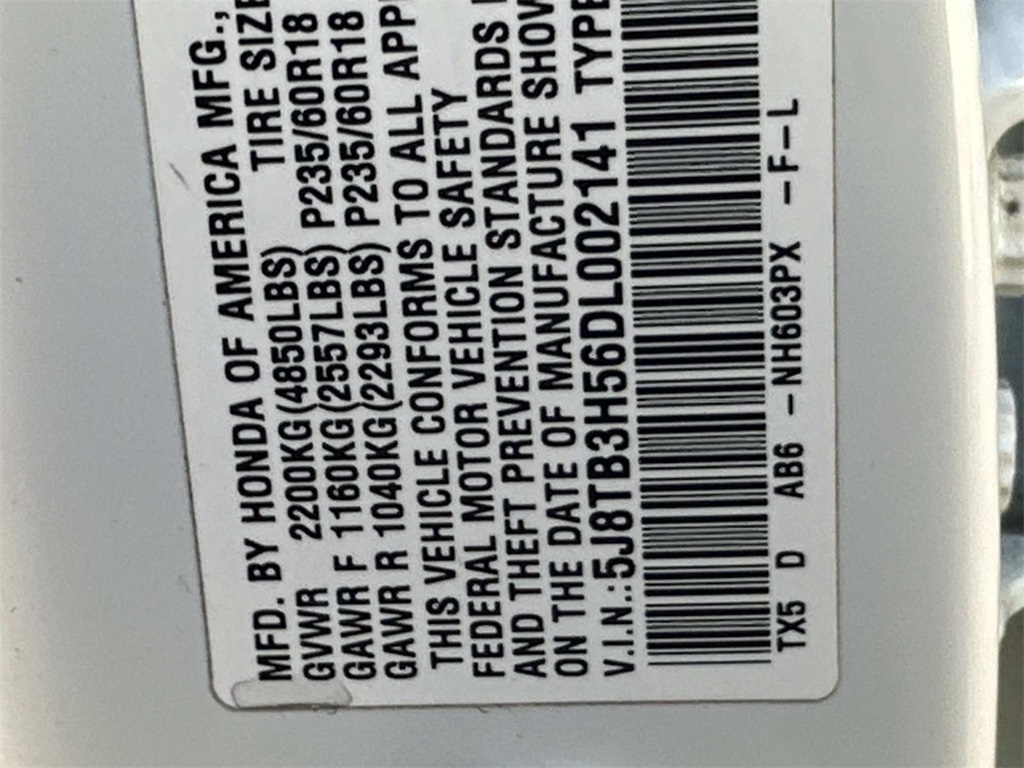 MFD. BY HONDA OF AMERICA MFG.,
TIRE SIZE
GVWR 2200KG(4850LBS)
GAWR F 1160KG(2557LBS) P235/60R18
GAWR R 1040KG(2293LBS) P235/60R18
THIS VEHICLE CONFORMS TO ALL
FEDERAL MOTOR VEHICLE SAFETY
AND THEFT PREVENTION STANDARDS
ON THE DATE OF MANUFACTURE
V.I.N.:5J8TB3H56DL002141 TYPE
TX5 D AB6 -NH603PX -F-L